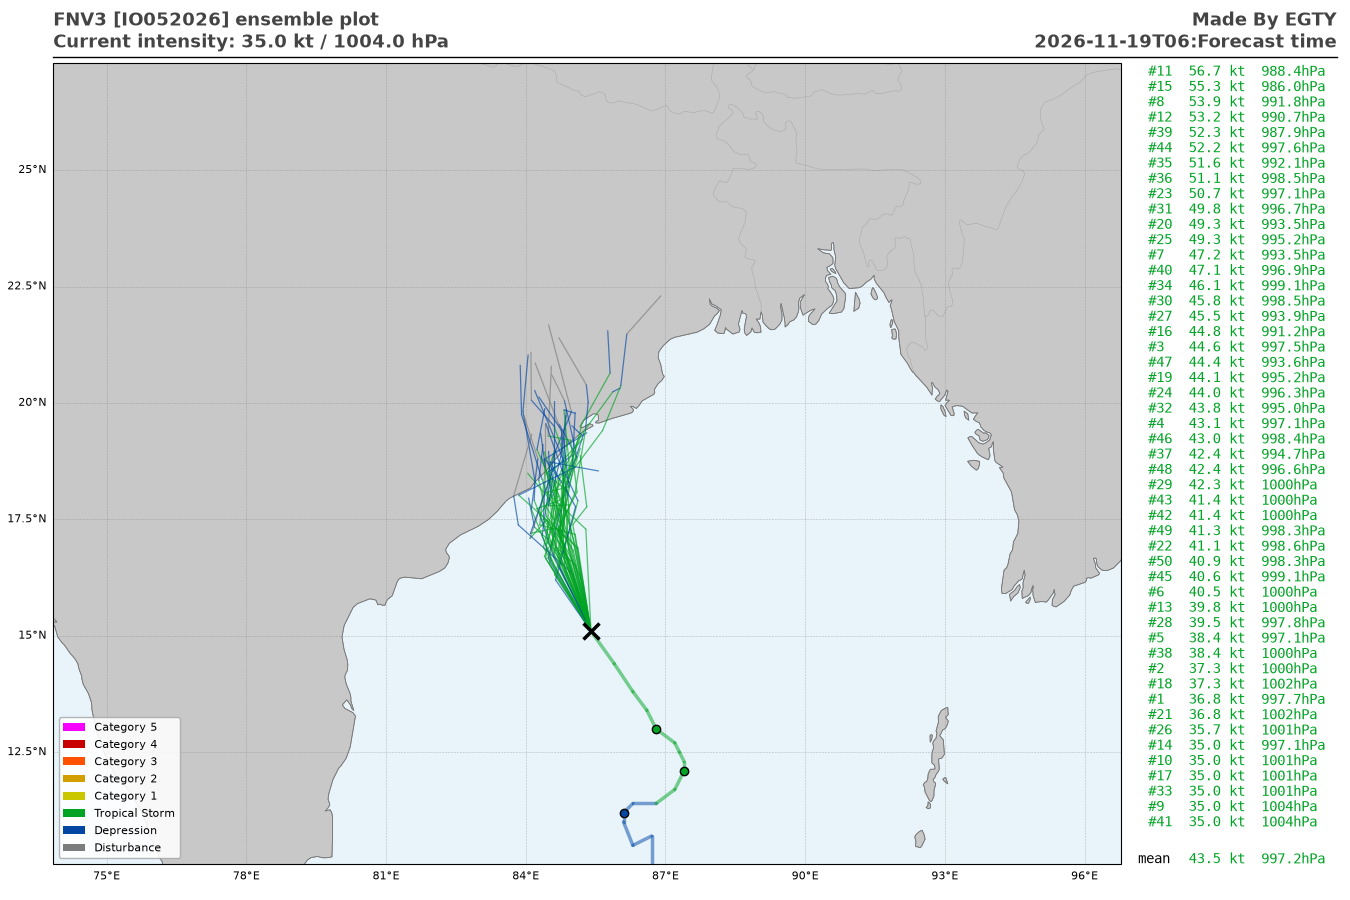 FNV3 [IO052026] ensemble plot
Made By EGTY
Current intensity: 35.0 kt / 1004.0 hPa
2026-11-19T06:Forecast time
#11 56.7 kt 988.4hPa
#15 55.3 kt 986.0hPa
#8 53.9 kt 991.8hPa
#12 53.2 kt 990.7hPa
#39 52.3 kt 987.9hPa
#44 52.2 kt 997.6hPa
#35 51.6 kt 992.1hPa
#36 51.1 kt 998.5hPa
#23 50.7 kt 997.1hPa
#31 49.8 kt 996.7hPa
#20 49.3 kt 993.5hPa
#25 49.3 kt 995.2hPa
#7 47.2 kt 993.5hPa
#40 47.1 kt 996.9hPa
#34 46.1 kt 999.1hPa
#30 45.8 kt 998.5hPa
#27 45.5 kt 993.9hPa
#16 44.8 kt 991.2hPa
#3 44.6 kt 997.5hPa
#47 44.4 kt 993.6hPa
#19 44.1 kt 995.2hPa
#24 44.0 kt 996.3hPa
#32 43.8 kt 995.0hPa
#4 43.1 kt 997.1hPa
#46 43.0 kt 998.4hPa
#37 42.4 kt 994.7hPa
#48 42.4 kt 996.6hPa
#29 42.3 kt 1000hPa
#43 41.4 kt 1000hPa
#42 41.4 kt 1000hPa
#49 41.3 kt 998.3hPa
#22 41.1 kt 998.6hPa
#50 40.9 kt 998.3hPa
#45 40.6 kt 999.1hPa
#6 40.5 kt 1000hPa
#13 39.8 kt 1000hPa
#28 39.5 kt 997.8hPa
#5 38.4 kt 997.1hPa
#38 38.4 kt 1000hPa
#2 37.3 kt 1000hPa
#18 37.3 kt 1002hPa
#1 36.8 kt 997.7hPa
#21 36.8 kt 1002hPa
#26 35.7 kt 1001hPa
#14 35.0 kt 997.1hPa
#10 35.0 kt 1001hPa
#17 35.0 kt 1001hPa
#33 35.0 kt 1001hPa
#9 35.0 kt 1004hPa
#41 35.0 kt 1004hPa
mean 43.5 kt 997.2hPa
25°N
22.5°N
20°N
17.5°N
15°N
12.5°N
Category 5
Category 4
Category 3
Category 2
Category 1
Tropical Storm
Depression
Disturbance
75°E
78°E
81°E
84°E
87°E
90°E
93°E
96°E